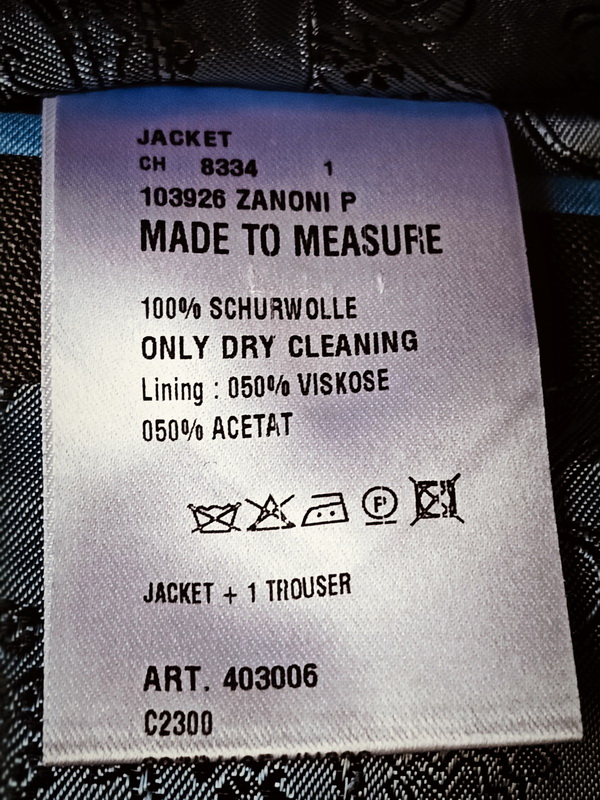 JACKET
CH 8334 1
103926 ZANONI P
MADE TO MEASURE
100% SCHURWOLLE
ONLY DRY CLEANING
Lining : 050% VISKOSE
050% ACETAT
P
JACKET + 1 TROUSER
ART. 403006
C2300